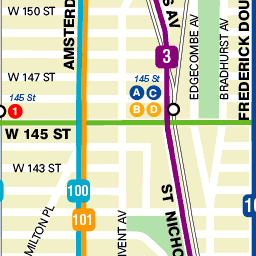 W 150 ST
AMSTERD
S AV
3
W 147 ST
145 St
1
145 St
A C
B D
EDGECOMBE AV
BRADHURST AV
FREDERICK DOU
W 145 ST
W 143 ST
100
101
MILTON PL
VENT AV
ST NICHO
10